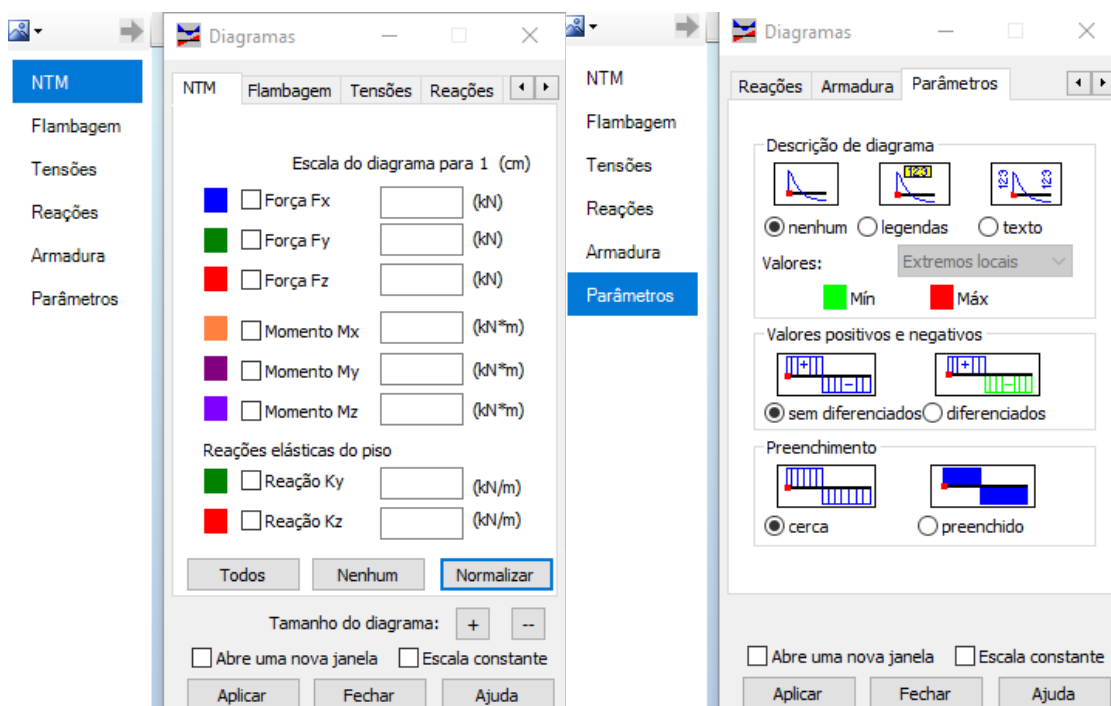 NTM
Flambagem
Tensões
Reações
Armadura
Parâmetros
Diagramas
NTM Flambagem Tensões Reações
Escala do diagrama para 1 (cm)
Força Fx (kN)
Força Fy (kN)
Força Fz (kN)
Momento Mx (kN*m)
Momento My (kN*m)
Momento Mz (kN*m)
Reações elásticas do piso
Reação Ky (kN/m)
Reação Kz (kN/m)
Todos Nenhum Normalizar
Tamanho do diagrama: + --
Abre uma nova janela Escala constante
Aplicar Fechar Ajuda
NTM
Flambagem
Tensões
Reações
Armadura
Parâmetros
Diagramas
Reações Armadura Parâmetros
Descrição de diagrama
123 123 123
nenhum legendas texto
Valores: Extremos locais
Mín Máx
Valores positivos e negativos
+ − + −
sem diferenciados diferenciados
Preenchimento
cerca preenchido
Abre uma nova janela Escala constante
Aplicar Fechar Ajuda